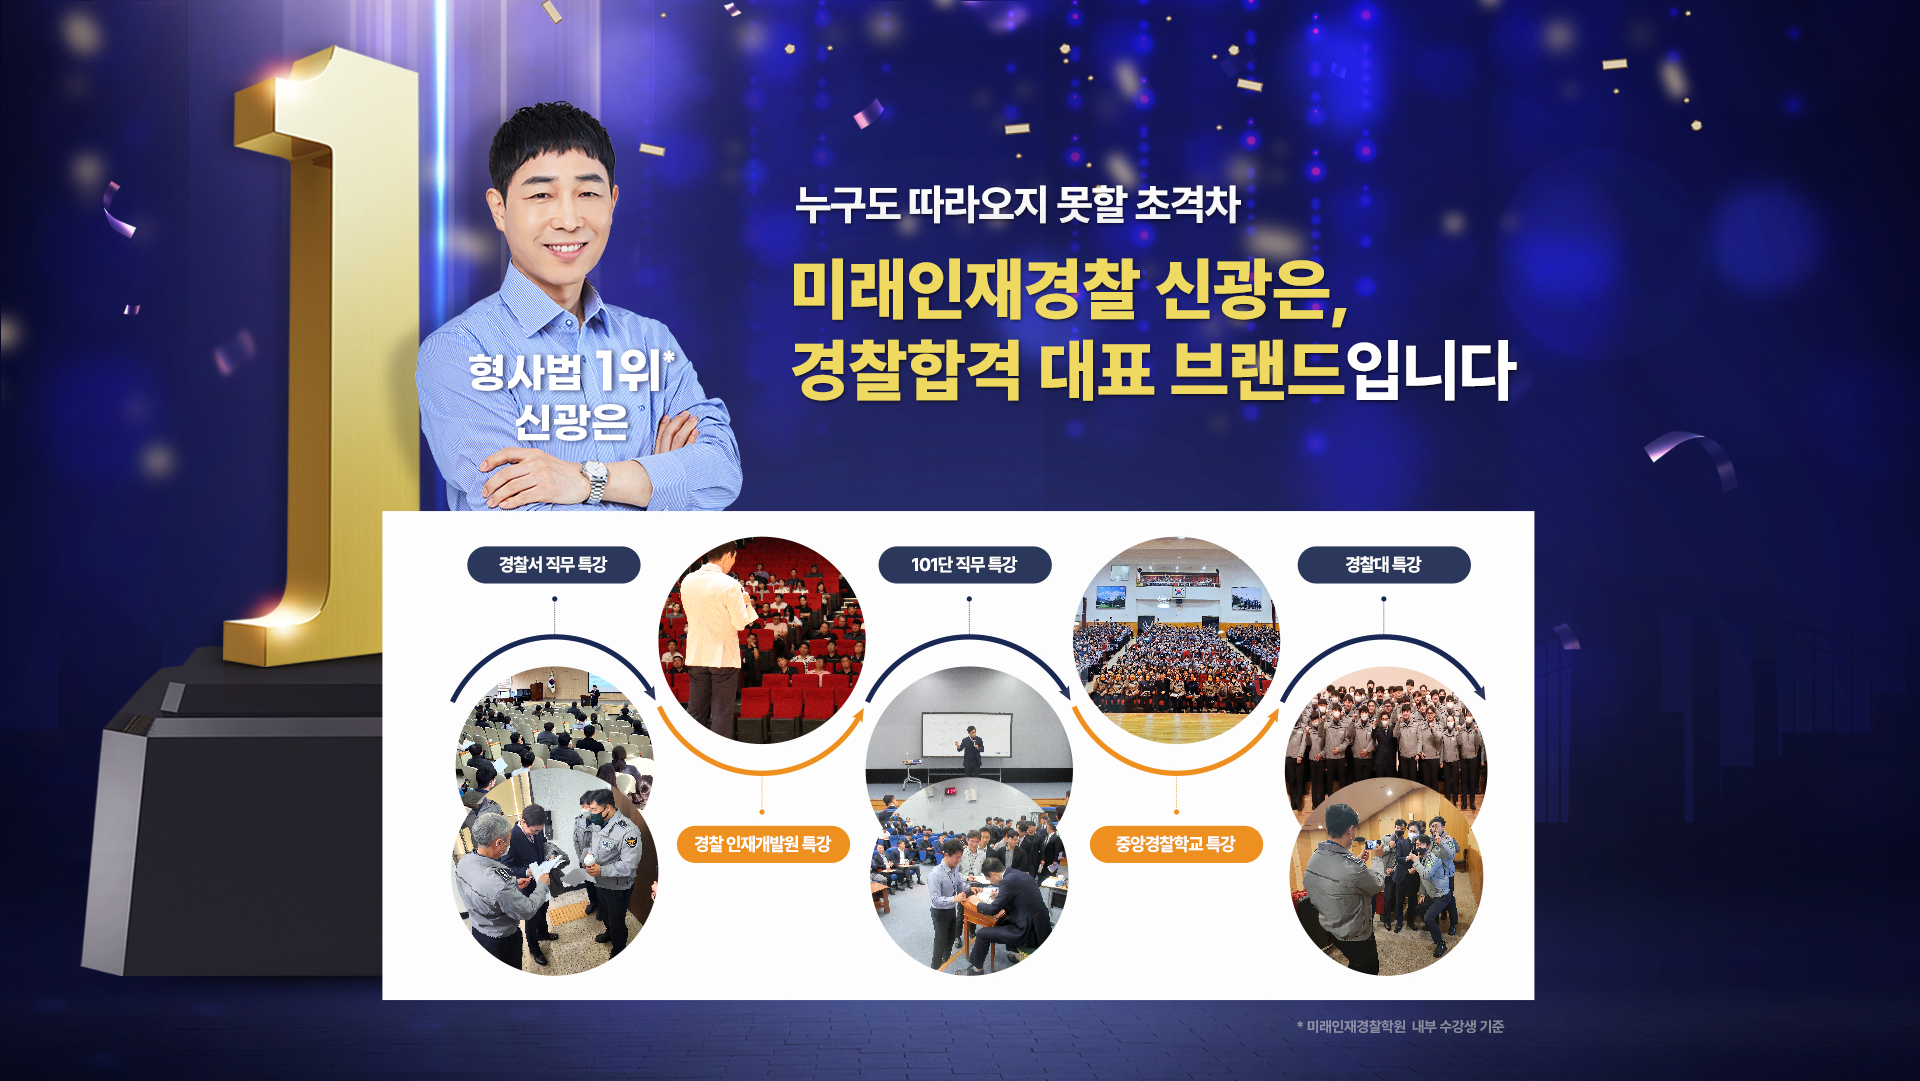 누구도 따라오지 못할 초격차
미래인재경찰 신광은,
경찰합격 대표 브랜드입니다
형사법 1위*
신광은
경찰서 직무 특강
101단 직무 특강
경찰대 특강
경찰 인재개발원 특강
중앙경찰학교 특강
* 미래인재경찰학원 내부 수강생 기준